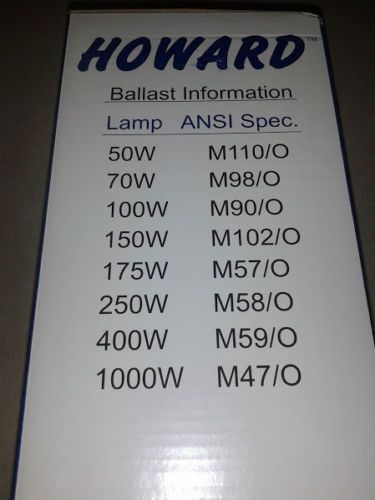 HOWARD™
Ballast Information
Lamp ANSI Spec.
50W M110/O
70W M98/O
100W M90/O
150W M102/O
175W M57/O
250W M58/O
400W M59/O
1000W M47/O